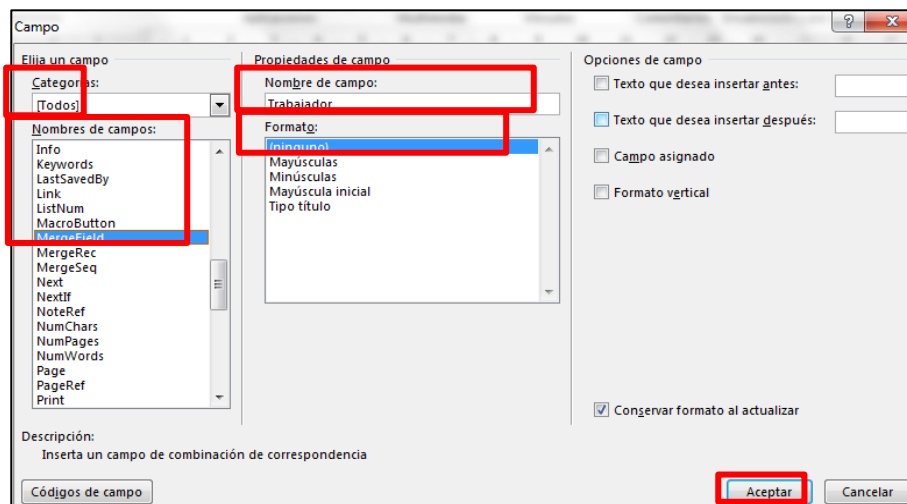 Campo
Elija un campo
Categorías:
[Todos]
Nombres de campos:
Info
Keywords
LastSavedBy
Link
ListNum
MacroButton
MergeField
MergeRec
MergeSeq
Next
NextIf
NoteRef
NumChars
NumPages
NumWords
Page
PageRef
Print
Propiedades de campo
Nombre de campo:
Trabajador
Formato:
(ninguno)
Mayúsculas
Minúsculas
Mayúscula inicial
Tipo título
Opciones de campo
Texto que desea insertar antes:
Texto que desea insertar después:
Campo asignado
Formato vertical
Conservar formato al actualizar
Descripción:
Inserta un campo de combinación de correspondencia
Códigos de campo
Aceptar
Cancelar